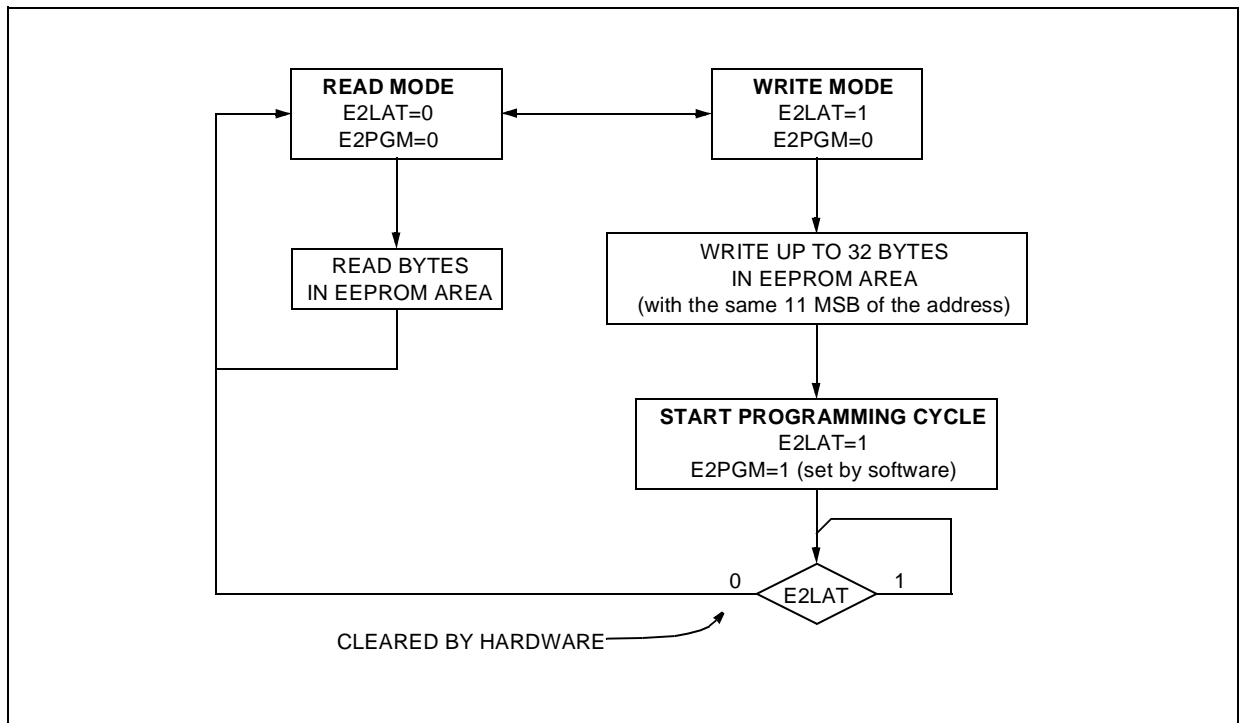 READ MODE
E2LAT=0
E2PGM=0
WRITE MODE
E2LAT=1
E2PGM=0
READ BYTES
IN EEPROM AREA
WRITE UP TO 32 BYTES
IN EEPROM AREA
(with the same 11 MSB of the address)
START PROGRAMMING CYCLE
E2LAT=1
E2PGM=1 (set by software)
0
E2LAT
1
CLEARED BY HARDWARE